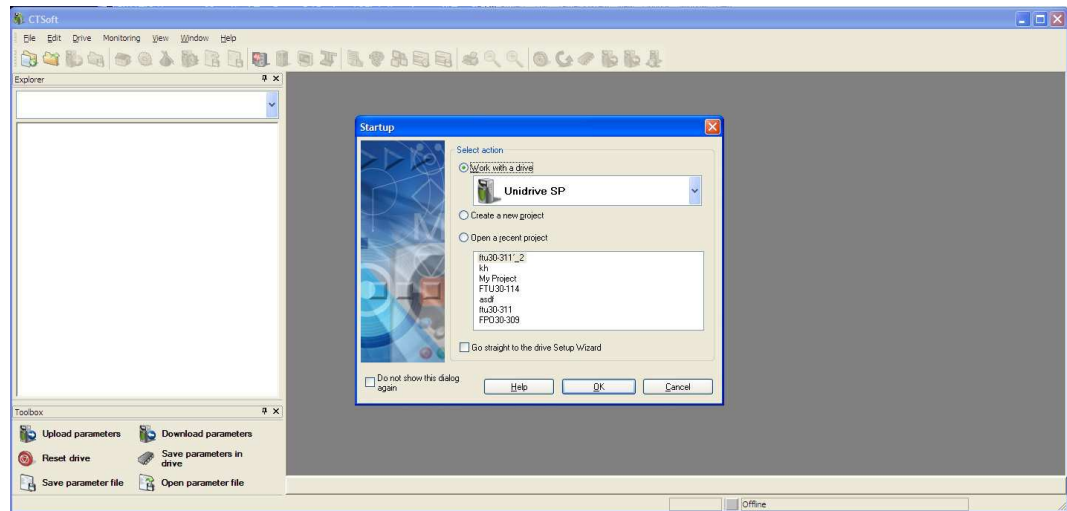 CTSoft
File Edit Drive Monitoring View Window Help
Explorer
Startup
Select action
Work with a drive
Unidrive SP
Create a new project
Open a recent project
ftu30-311'_2
kh
My Project
FTU30-114
asdf
ftu30-311
FPO30-309
Go straight to the drive Setup Wizard
Do not show this dialog
again
Help OK Cancel
Toolbox
Upload parameters Download parameters
Reset drive Save parameters in
drive
Save parameter file Open parameter file
Offline